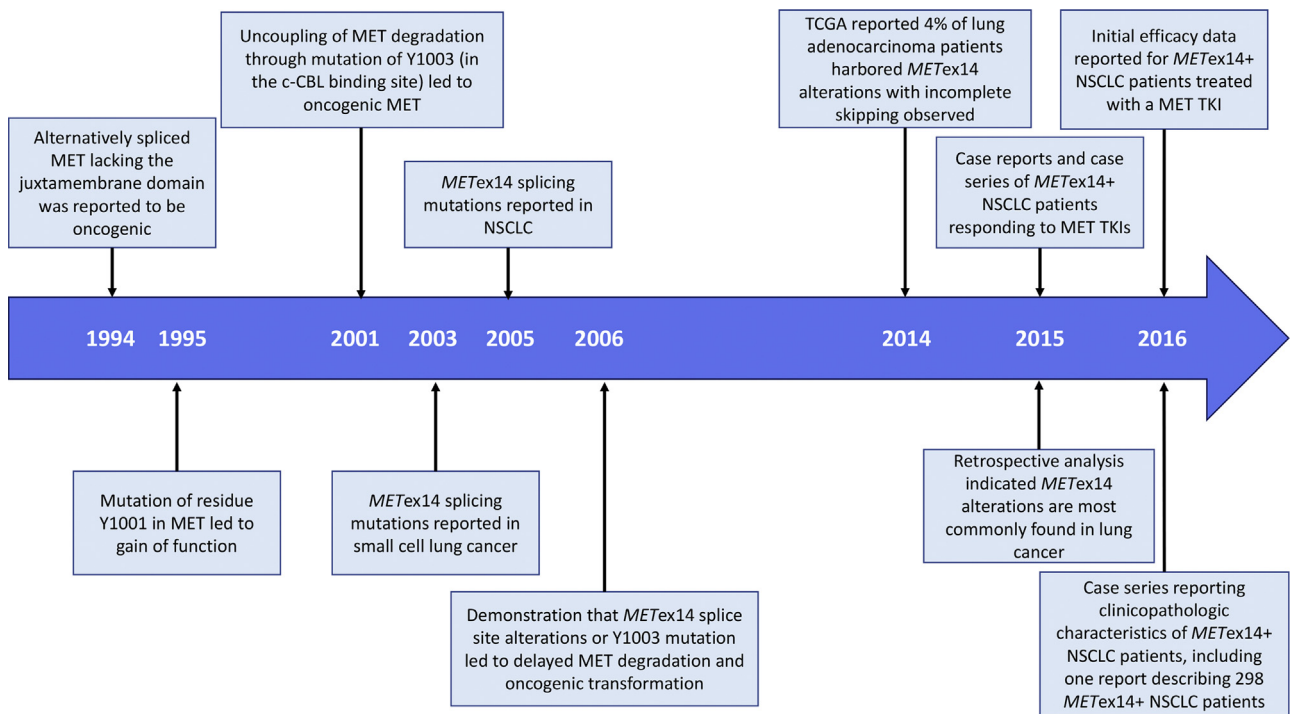 Alternatively spliced
MET lacking the
juxtamembrane domain
was reported to be
oncogenic
Uncoupling of MET degradation
through mutation of Y1003 (in
the c-CBL binding site) led to
oncogenic MET
METex14 splicing
mutations reported in
NSCLC
TCGA reported 4% of lung
adenocarcinoma patients
harbored METex14
alterations with incomplete
skipping observed
Case reports and case
series of METex14+
NSCLC patients
responding to MET TKIs
Initial efficacy data
reported for METex14+
NSCLC patients treated
with a MET TKI
1994 1995 2001 2003 2005 2006 2014 2015 2016
Mutation of residue
Y1001 in MET led to
gain of function
METex14 splicing
mutations reported in
small cell lung cancer
Demonstration that METex14 splice
site alterations or Y1003 mutation
led to delayed MET degradation and
oncogenic transformation
Retrospective analysis
indicated METex14
alterations are most
commonly found in lung
cancer
Case series reporting
clinicopathologic
characteristics of METex14+
NSCLC patients, including
one report describing 298
METex14+ NSCLC patients